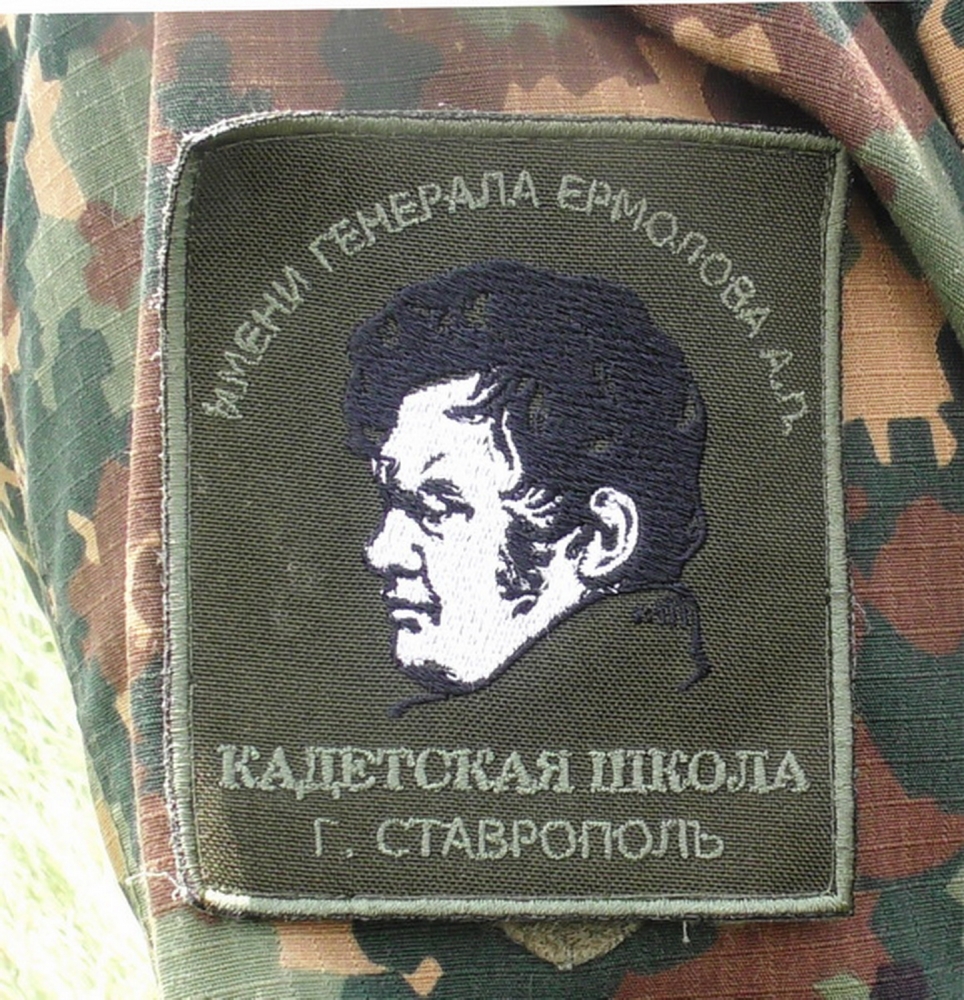 ИМЕНИ ГЕНЕРАЛА ЕРМОЛОВА А.П.
КАДЕТСКАЯ ШКОЛА
Г. СТАВРОПОЛЬ